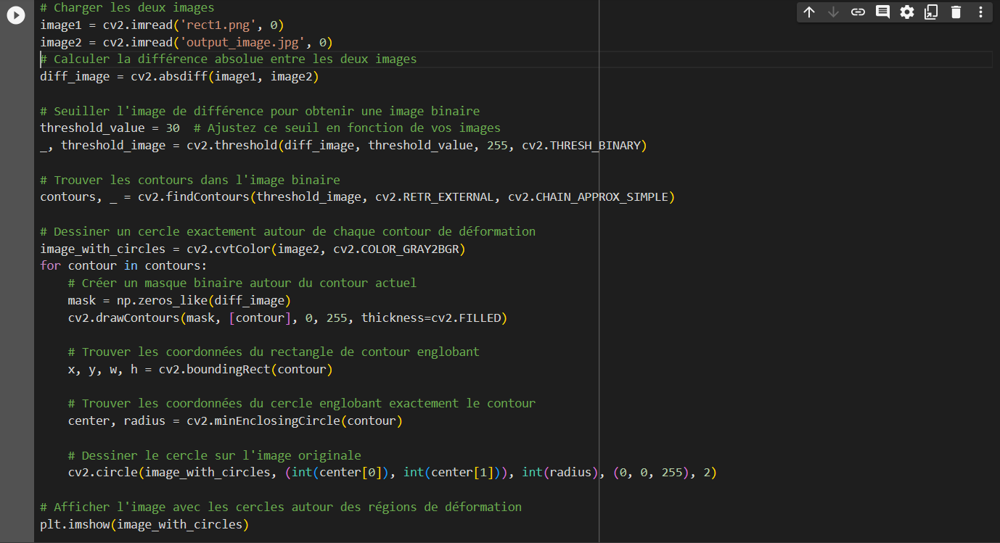 # Charger les deux images
image1 = cv2.imread('rect1.png', 0)
image2 = cv2.imread('output_image.jpg', 0)
# Calculer la différence absolue entre les deux images
diff_image = cv2.absdiff(image1, image2)

# Seuiller l'image de différence pour obtenir une image binaire
threshold_value = 30  # Ajustez ce seuil en fonction de vos images
_, threshold_image = cv2.threshold(diff_image, threshold_value, 255, cv2.THRESH_BINARY)

# Trouver les contours dans l'image binaire
contours, _ = cv2.findContours(threshold_image, cv2.RETR_EXTERNAL, cv2.CHAIN_APPROX_SIMPLE)

# Dessiner un cercle exactement autour de chaque contour de déformation
image_with_circles = cv2.cvtColor(image2, cv2.COLOR_GRAY2BGR)
for contour in contours:
    # Créer un masque binaire autour du contour actuel
    mask = np.zeros_like(diff_image)
    cv2.drawContours(mask, [contour], 0, 255, thickness=cv2.FILLED)

    # Trouver les coordonnées du rectangle de contour englobant
    x, y, w, h = cv2.boundingRect(contour)

    # Trouver les coordonnées du cercle englobant exactement le contour
    center, radius = cv2.minEnclosingCircle(contour)

    # Dessiner le cercle sur l'image originale
    cv2.circle(image_with_circles, (int(center[0]), int(center[1])), int(radius), (0, 0, 255), 2)

# Afficher l'image avec les cercles autour des régions de déformation
plt.imshow(image_with_circles)